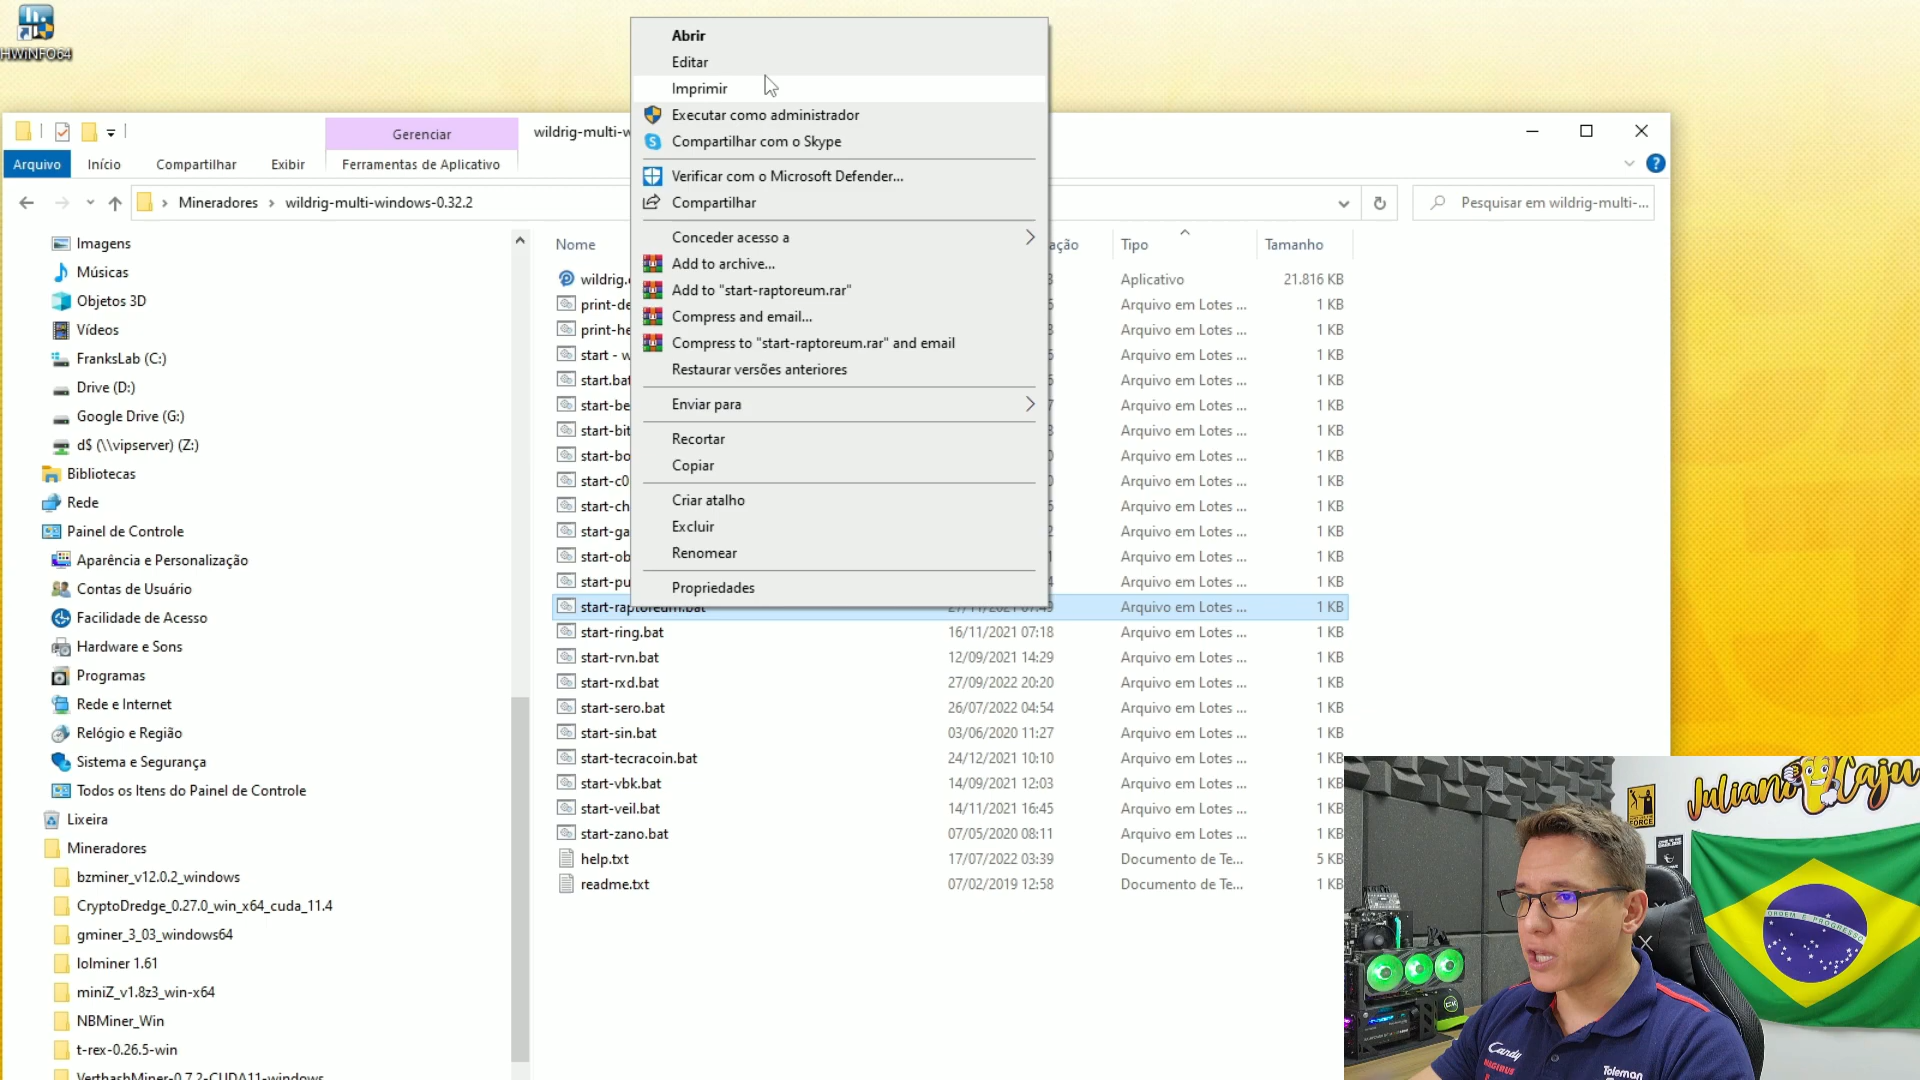 HWiNFO64
Abrir
Editar
Imprimir
Executar como administrador
Compartilhar com o Skype
Verificar com o Microsoft Defender...
Compartilhar
Conceder acesso a
Add to archive...
Add to "start-raptoreum.rar"
Compress and email...
Compress to "start-raptoreum.rar" and email
Restaurar versões anteriores
Enviar para
Recortar
Copiar
Criar atalho
Excluir
Renomear
Propriedades
Gerenciar
wildrig-multi-w
Arquivo
Início
Compartilhar
Exibir
Ferramentas de Aplicativo
Mineradores
wildrig-multi-windows-0.32.2
Pesquisar em wildrig-multi-...
Imagens
Músicas
Objetos 3D
Vídeos
FranksLab (C:)
Drive (D:)
Google Drive (G:)
d$ (\\vipserver) (Z:)
Bibliotecas
Rede
Painel de Controle
Aparência e Personalização
Contas de Usuário
Facilidade de Acesso
Hardware e Sons
Programas
Rede e Internet
Relógio e Região
Sistema e Segurança
Todos os Itens do Painel de Controle
Lixeira
Mineradores
bzminer_v12.0.2_windows
CryptoDredge_0.27.0_win_x64_cuda_11.4
gminer_3_03_windows64
lolminer 1.61
miniZ_v1.8z3_win-x64
NBMiner_Win
t-rex-0.26.5-win
VerthashMiner-0.7.2-CUDA11-windows
Nome ação Tipo Tamanho
wildrig. 3 Aplicativo 21.816 KB
print-de 5 Arquivo em Lotes ... 1 KB
print-he 3 Arquivo em Lotes ... 1 KB
start - w 5 Arquivo em Lotes ... 1 KB
start.bat 5 Arquivo em Lotes ... 1 KB
start-be 7 Arquivo em Lotes ... 1 KB
start-bit 3 Arquivo em Lotes ... 1 KB
start-bo 0 Arquivo em Lotes ... 1 KB
start-c0 0 Arquivo em Lotes ... 1 KB
start-ch 5 Arquivo em Lotes ... 1 KB
start-ga 2 Arquivo em Lotes ... 1 KB
start-ob 1 Arquivo em Lotes ... 1 KB
start-pu 4 Arquivo em Lotes ... 1 KB
start-raptoreum.bat 27/11/2021 07:49 Arquivo em Lotes ... 1 KB
start-ring.bat 16/11/2021 07:18 Arquivo em Lotes ... 1 KB
start-rvn.bat 12/09/2021 14:29 Arquivo em Lotes ... 1 KB
start-rxd.bat 27/09/2022 20:20 Arquivo em Lotes ... 1 KB
start-sero.bat 26/07/2022 04:54 Arquivo em Lotes ... 1 KB
start-sin.bat 03/06/2020 11:27 Arquivo em Lotes ... 1 KB
start-tecracoin.bat 24/12/2021 10:10 Arquivo em Lotes ... 1 KB
start-vbk.bat 14/09/2021 12:03 Arquivo em Lotes ... 1 KB
start-veil.bat 14/11/2021 16:45 Arquivo em Lotes ... 1 KB
start-zano.bat 07/05/2020 08:11 Arquivo em Lotes ... 1 KB
help.txt 17/07/2022 03:39 Documento de Te... 5 KB
readme.txt 07/02/2019 12:58 Documento de Te... 1 KB
Juliano Caju
FORCE
ORDEM E PROGRESSO
Candy
Toleman